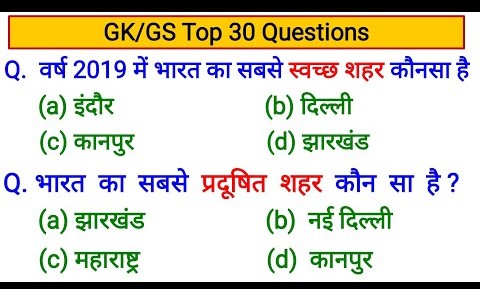 GK/GS Top 30 Questions
Q. वर्ष 2019 में भारत का सबसे स्वच्छ शहर कौनसा है
(a) इंदौर (b) दिल्ली
(c) कानपुर (d) झारखंड
Q. भारत का सबसे प्रदूषित शहर कौन सा है ?
(a) झारखंड (b) नई दिल्ली
(c) महाराष्ट्र (d) कानपुर